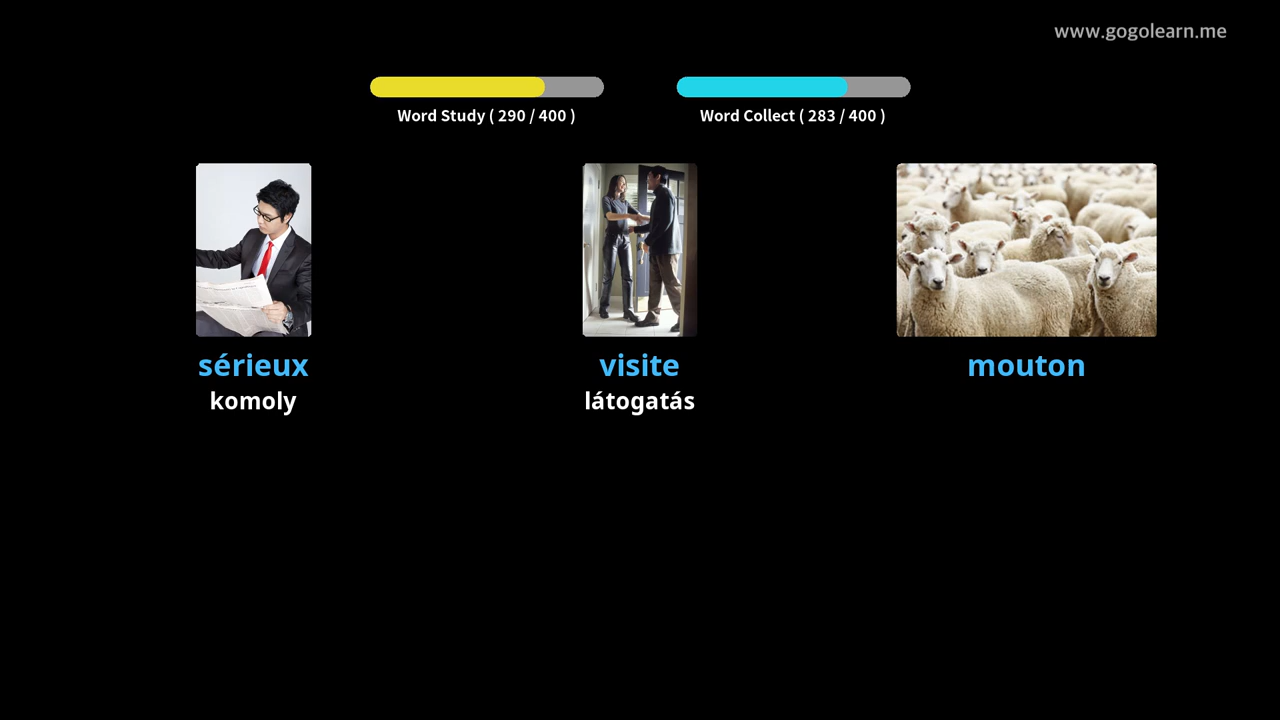 www.gogolearn.me
Word Study ( 290 / 400 )
Word Collect ( 283 / 400 )
sérieux
komoly
visite
látogatás
mouton